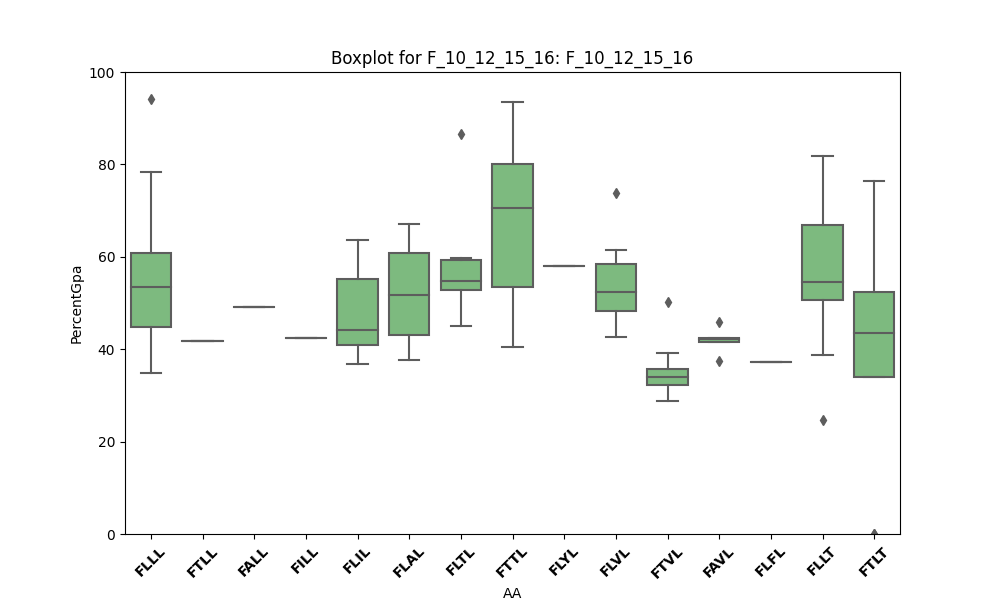 Boxplot for F_10_12_15_16: F_10_12_15_16
100
80
60
40
20
0
PercentGpa
FLLL
FTLL
FALL
FILL
FLIL
FLAL
FLTL
FTTL
FLYL
FLVL
FTVL
FAVL
FLFL
FLLT
FTLT
AA